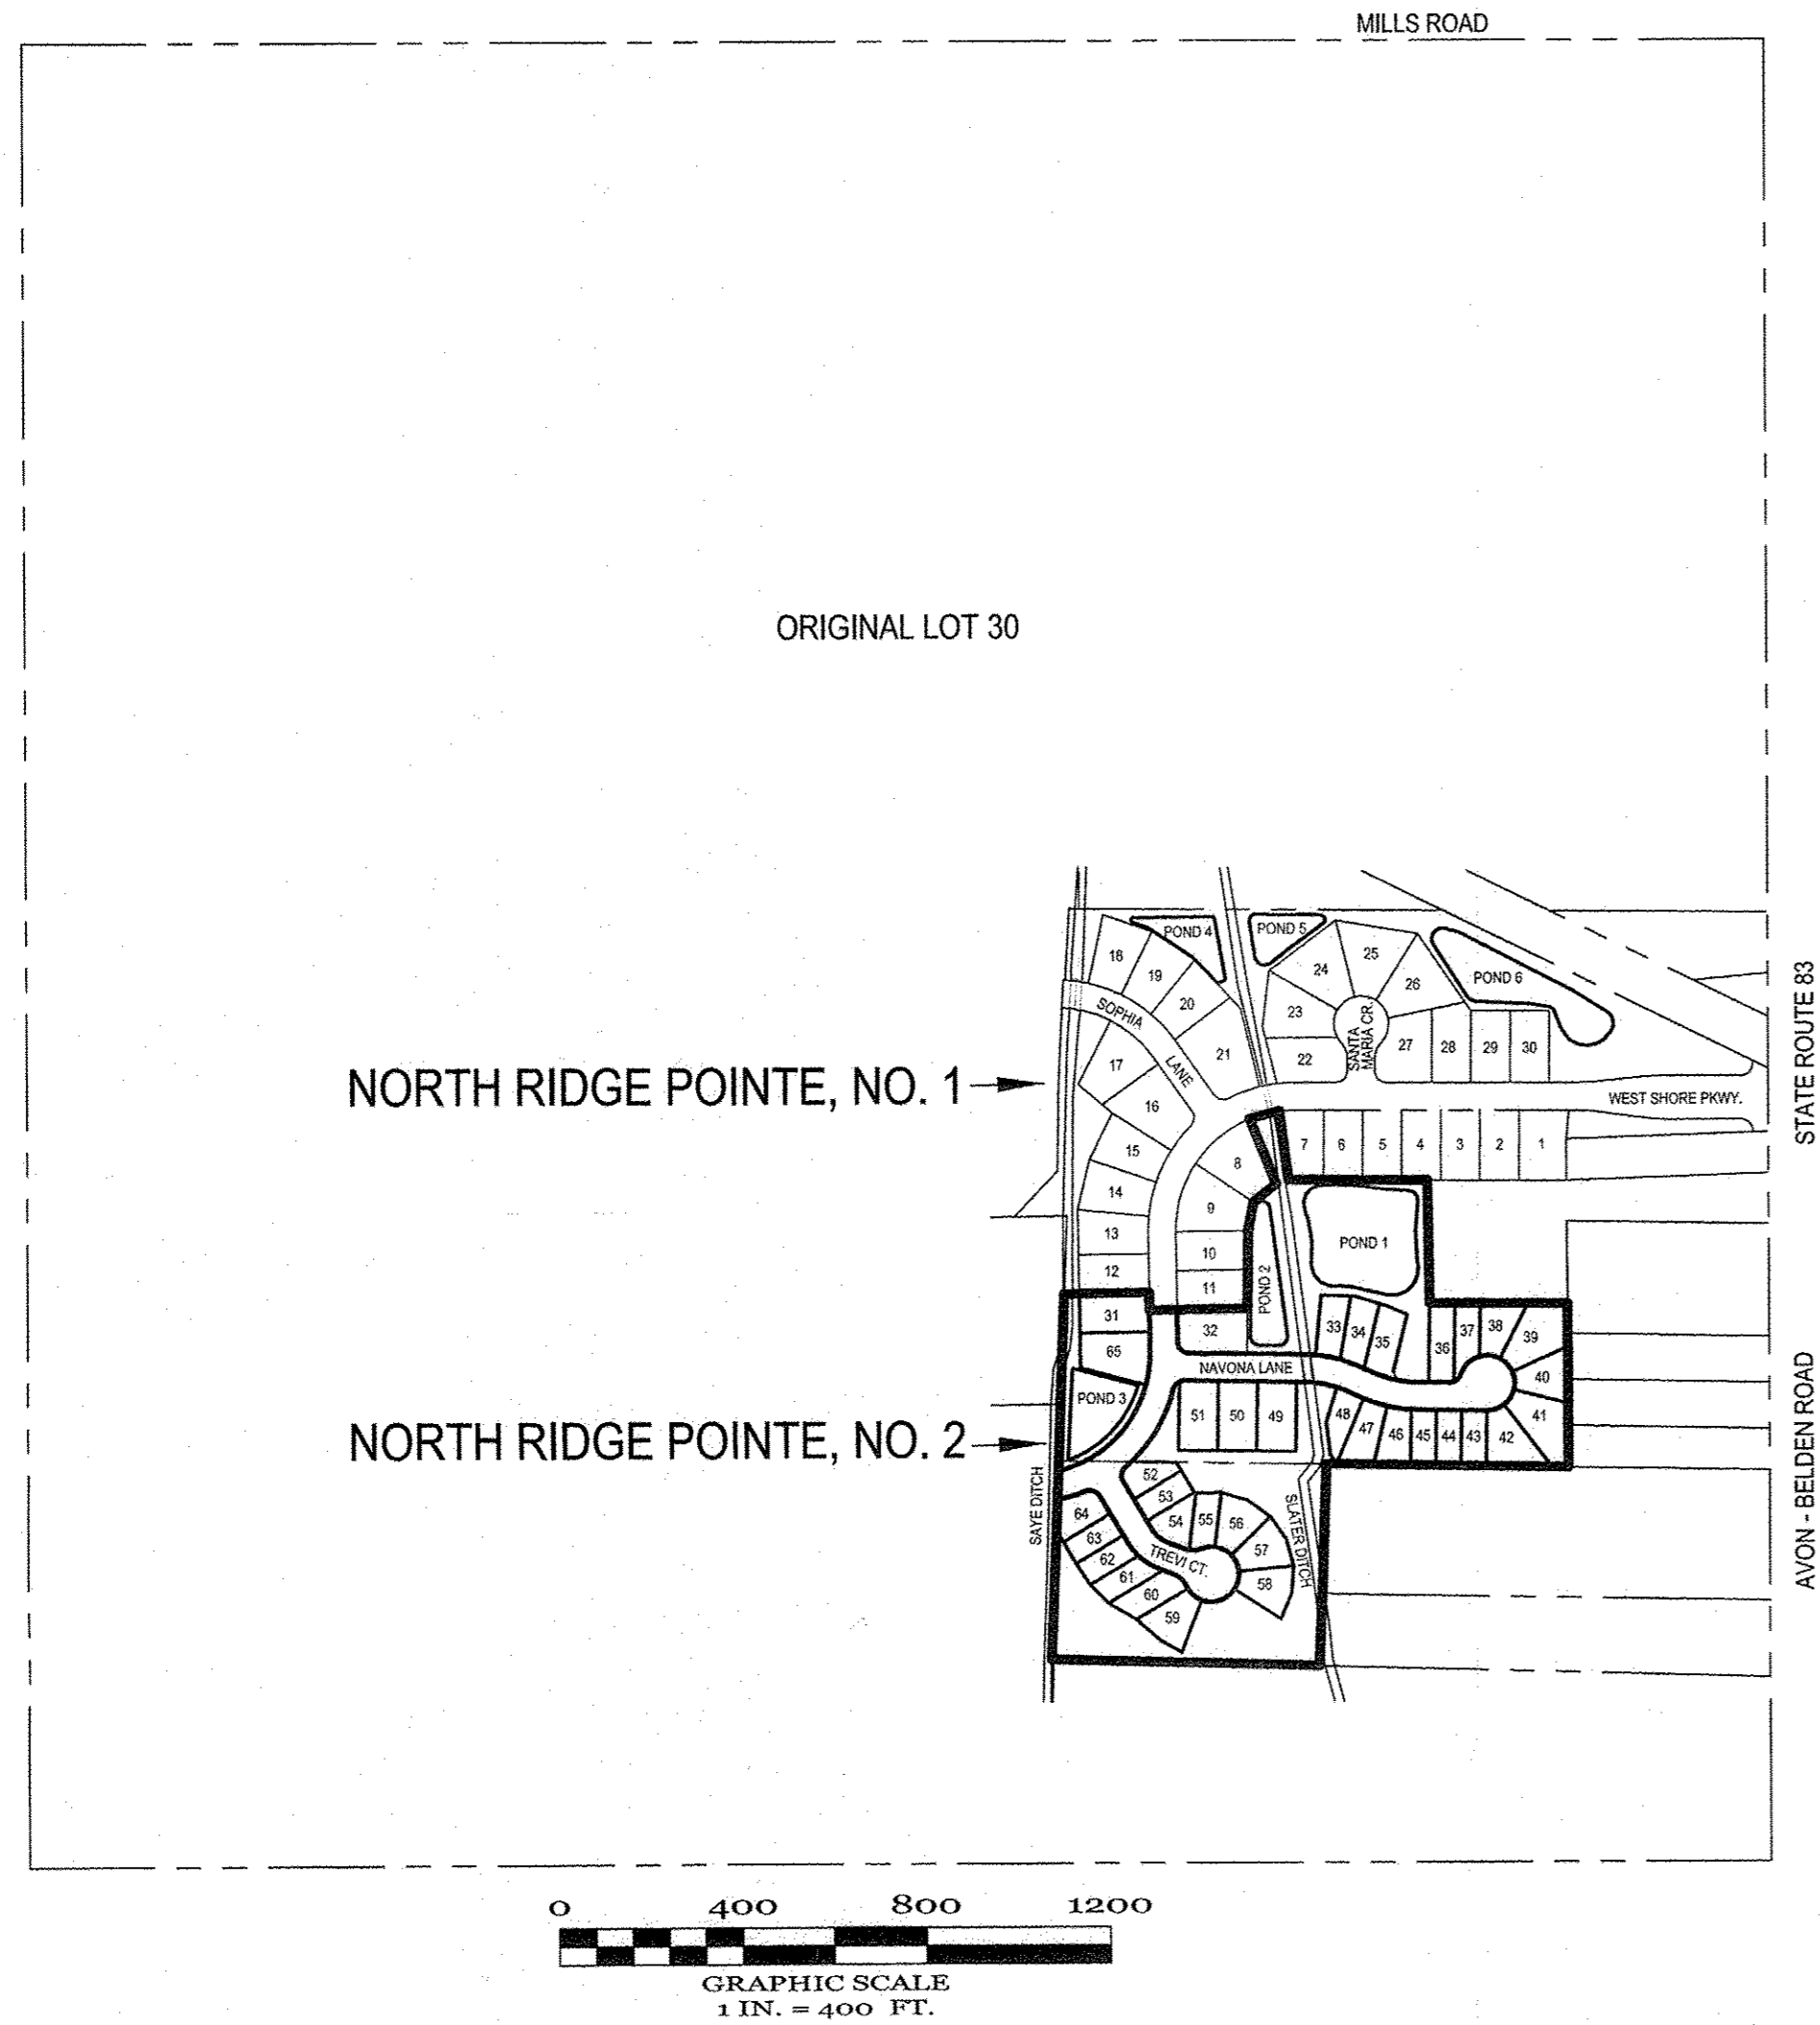 MILLS ROAD
ORIGINAL LOT 30
STATE ROUTE 83
AVON - BELDEN ROAD
NORTH RIDGE POINTE, NO. 1
NORTH RIDGE POINTE, NO. 2
POND 4
POND 5
POND 6
18
19
20
21
SOPHIA
LANE
17
16
15
14
13
12
22
23
24
25
26
27
28
29
30
SANTA
MARIA CR.
WEST SHORE PKWY.
7
6
5
4
3
2
1
8
9
10
11
POND 2
POND 1
31
65
32
POND 3
NAVONA LANE
33
34
35
36
37
38
39
40
41
42
43
44
45
46
47
48
49
50
51
SAYE DITCH
SLATER DITCH
52
53
54
55
56
57
58
TREVI CT.
64
63
62
61
60
59
0 400 800 1200
GRAPHIC SCALE
1 IN. = 400 FT.